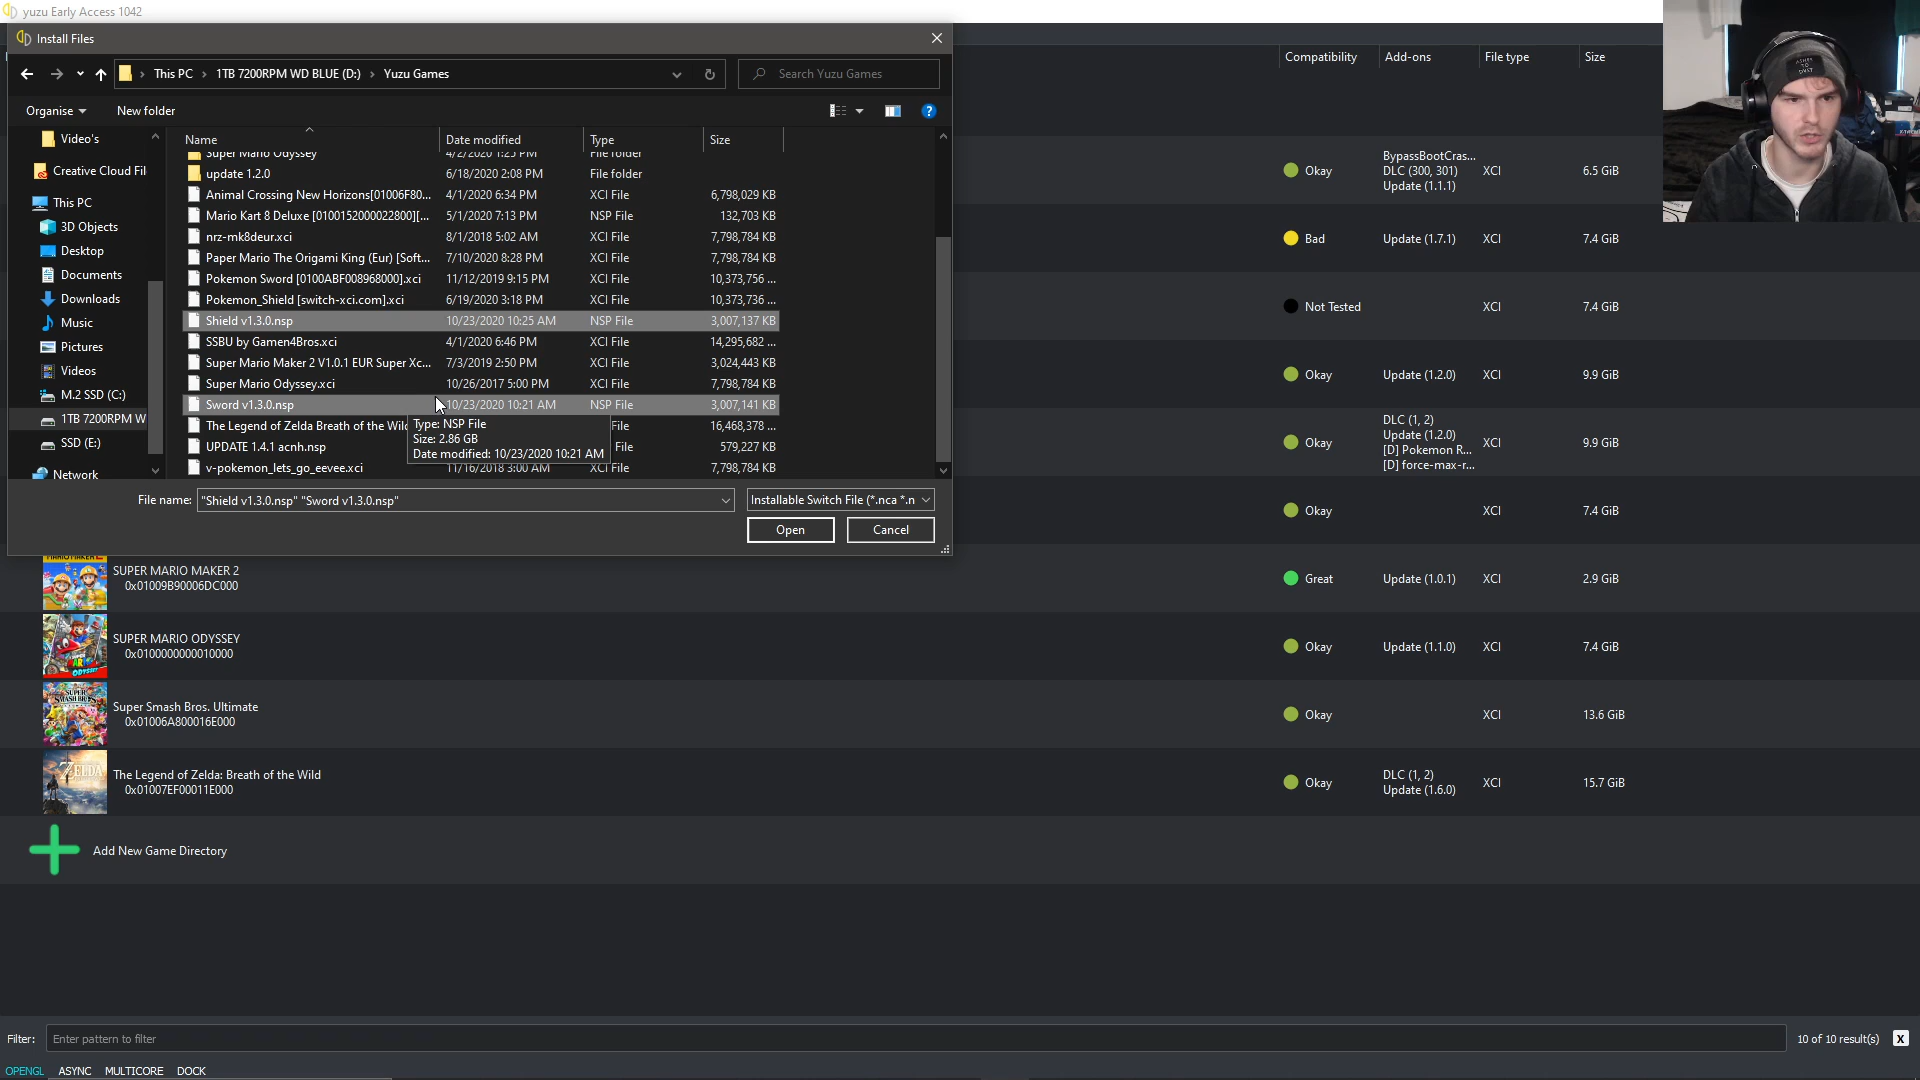 yuzu Early Access 1042
Install Files
This PC › 1TB 7200RPM WD BLUE (D:) › Yuzu Games
Search Yuzu Games
Organise
New folder
Name
Date modified
Type
Size
Video's
Creative Cloud Fil
This PC
3D Objects
Desktop
Documents
Downloads
Music
Pictures
Videos
M.2 SSD (C:)
1TB 7200RPM W
SSD (E:)
Network
Super Mario Odyssey 4/2/2020 1:25 PM File folder
update 1.2.0 6/18/2020 2:08 PM File folder
Animal Crossing New Horizons[01006F80... 4/1/2020 6:34 PM XCI File 6,798,029 KB
Mario Kart 8 Deluxe [0100152000022800][... 5/1/2020 7:13 PM NSP File 132,703 KB
nrz-mk8deur.xci 8/1/2018 5:02 AM XCI File 7,798,784 KB
Paper Mario The Origami King (Eur) [Soft... 7/10/2020 8:28 PM XCI File 7,798,784 KB
Pokemon Sword [0100ABF008968000].xci 11/12/2019 9:15 PM XCI File 10,373,756 ...
Pokemon_Shield [switch-xci.com].xci 6/19/2020 3:18 PM XCI File 10,373,736 ...
Shield v1.3.0.nsp 10/23/2020 10:25 AM NSP File 3,007,137 KB
SSBU by Gamen4Bros.xci 4/1/2020 6:46 PM XCI File 14,295,682 ...
Super Mario Maker 2 V1.0.1 EUR Super Xc... 7/3/2019 2:50 PM XCI File 3,024,443 KB
Super Mario Odyssey.xci 10/26/2017 5:00 PM XCI File 7,798,784 KB
Sword v1.3.0.nsp 10/23/2020 10:21 AM NSP File 3,007,141 KB
The Legend of Zelda Breath of the Wild File 16,468,378 ...
UPDATE 1.4.1 acnh.nsp File 579,227 KB
v-pokemon_lets_go_eevee.xci 11/16/2018 3:00 AM XCI File 7,798,784 KB
Type: NSP File
Size: 2.86 GB
Date modified: 10/23/2020 10:21 AM
File name: "Shield v1.3.0.nsp" "Sword v1.3.0.nsp"
Installable Switch File (*.nca *.n
Open
Cancel
Compatibility Add-ons File type Size
Okay
BypassBootCras...
DLC (300, 301)
Update (1.1.1)
XCI 6.5 GiB
Bad Update (1.7.1) XCI 7.4 GiB
Not Tested XCI 7.4 GiB
Okay Update (1.2.0) XCI 9.9 GiB
Okay
DLC (1, 2)
Update (1.2.0)
[D] Pokemon R...
[D] force-max-r...
XCI 9.9 GiB
Okay XCI 7.4 GiB
SUPER MARIO MAKER 2
0x01009B90006DC000
Great Update (1.0.1) XCI 2.9 GiB
SUPER MARIO ODYSSEY
0x0100000000010000
Okay Update (1.1.0) XCI 7.4 GiB
Super Smash Bros. Ultimate
0x01006A800016E000
Okay XCI 13.6 GiB
The Legend of Zelda: Breath of the Wild
0x01007EF00011E000
Okay
DLC (1, 2)
Update (1.6.0)
XCI 15.7 GiB
Add New Game Directory
Filter: Enter pattern to filter 10 of 10 result(s) X
OPENGL ASYNC MULTICORE DOCK